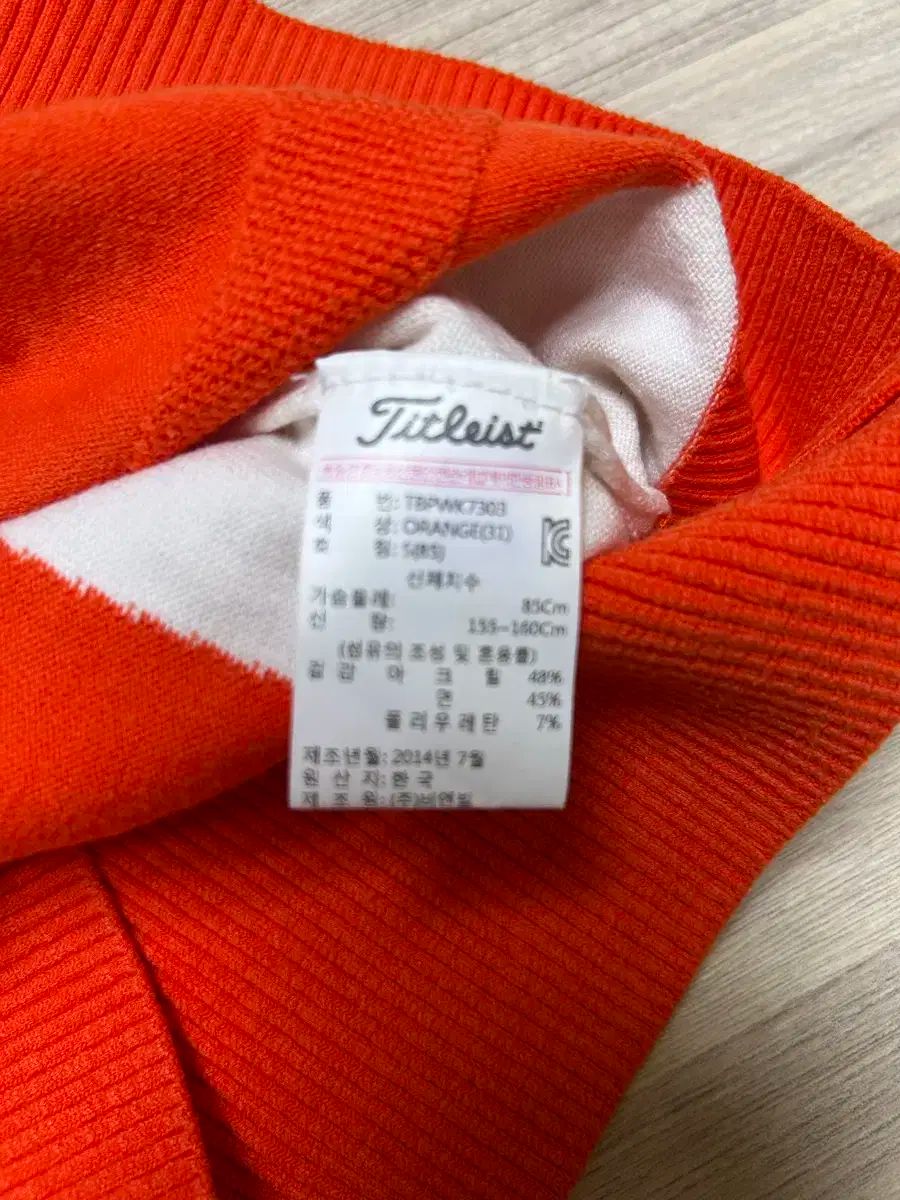 Titleist
품 번: TBPWK7303
색 상: ORANGE(31)
호 칭: S(85)
신체치수
가슴둘레: 85Cm
신 장: 155~160Cm
(섬유의 조성 및 혼용률)
겉감 아크릴 48%
면 45%
폴리우레탄 7%
제조년월: 2014년 7월
원 산 지: 한국
제 조 원: (주)비앤빌